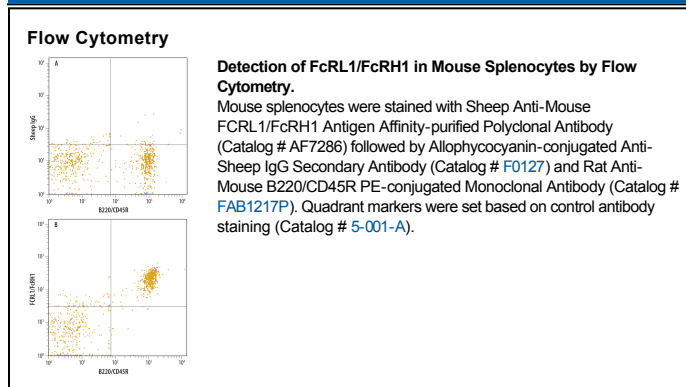 Flow Cytometry
A
Sheep IgG
B220/CD45R
B
FCRL1/FcRH1
B220/CD45R
Detection of FcRL1/FcRH1 in Mouse Splenocytes by Flow
Cytometry.
Mouse splenocytes were stained with Sheep Anti-Mouse
FCRL1/FcRH1 Antigen Affinity-purified Polyclonal Antibody
(Catalog # AF7286) followed by Allophycocyanin-conjugated Anti-
Sheep IgG Secondary Antibody (Catalog # F0127) and Rat Anti-
Mouse B220/CD45R PE-conjugated Monoclonal Antibody (Catalog #
FAB1217P). Quadrant markers were set based on control antibody
staining (Catalog # 5-001-A).